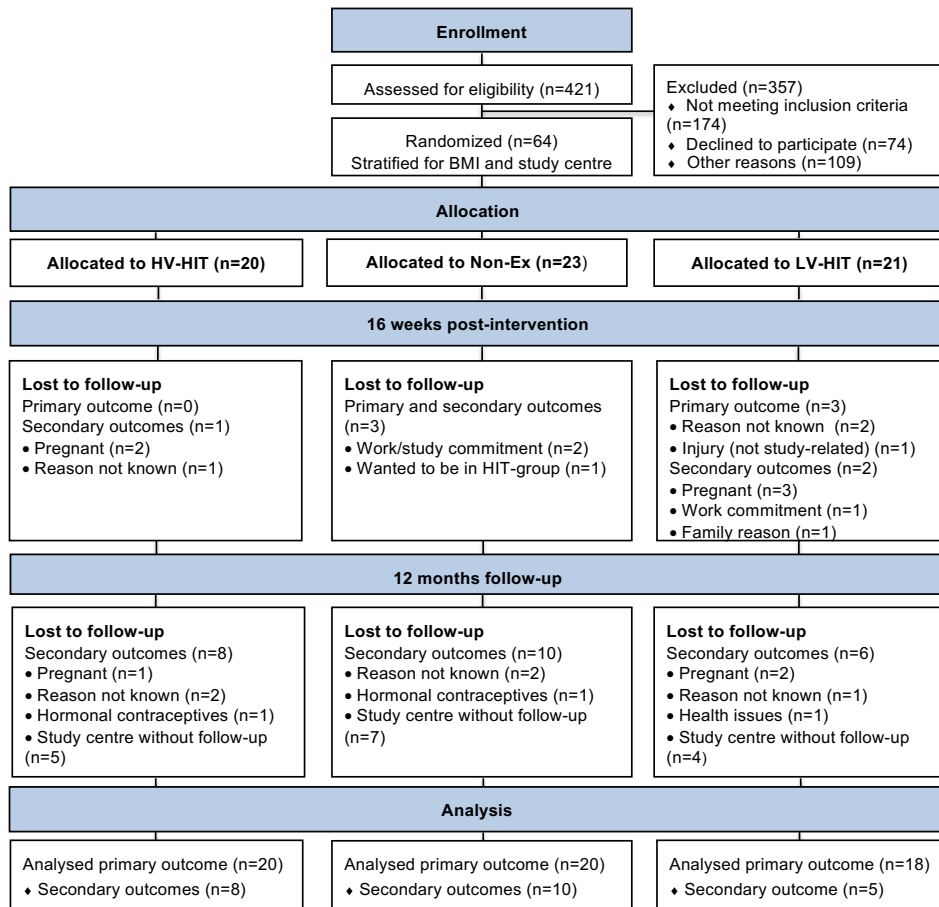 Enrollment
Assessed for eligibility (n=421)
Excluded (n=357)
♦ Not meeting inclusion criteria
(n=174)
♦ Declined to participate (n=74)
♦ Other reasons (n=109)
Randomized (n=64)
Stratified for BMI and study centre
Allocation
Allocated to HV-HIT (n=20)
Allocated to Non-Ex (n=23)
Allocated to LV-HIT (n=21)
16 weeks post-intervention
Lost to follow-up
Primary outcome (n=0)
Secondary outcomes (n=1)
• Pregnant (n=2)
• Reason not known (n=1)
Lost to follow-up
Primary and secondary outcomes
(n=3)
• Work/study commitment (n=2)
• Wanted to be in HIT-group (n=1)
Lost to follow-up
Primary outcome (n=3)
• Reason not known (n=2)
• Injury (not study-related) (n=1)
Secondary outcomes (n=2)
• Pregnant (n=3)
• Work commitment (n=1)
• Family reason (n=1)
12 months follow-up
Lost to follow-up
Secondary outcomes (n=8)
• Pregnant (n=1)
• Reason not known (n=2)
• Hormonal contraceptives (n=1)
• Study centre without follow-up
(n=5)
Lost to follow-up
Secondary outcomes (n=10)
• Reason not known (n=2)
• Hormonal contraceptives (n=1)
• Study centre without follow-up
(n=7)
Lost to follow-up
Secondary outcomes (n=6)
• Pregnant (n=2)
• Reason not known (n=1)
• Health issues (n=1)
• Study centre without follow-up
(n=4)
Analysis
Analysed primary outcome (n=20)
♦ Secondary outcomes (n=8)
Analysed primary outcome (n=20)
♦ Secondary outcomes (n=10)
Analysed primary outcome (n=18)
♦ Secondary outcome (n=5)